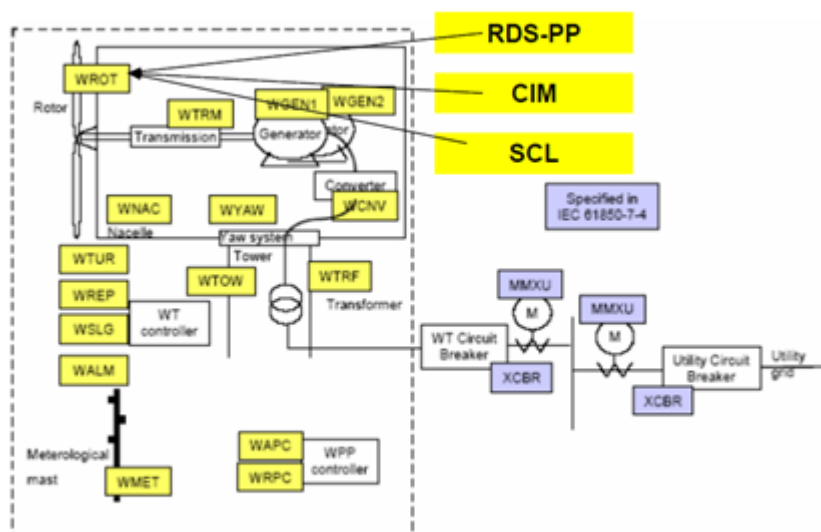 RDS-PP
CIM
SCL
WROT
Rotor
WTRM
Transmission
WGEN1
WGEN2
Generator
tor
Converter
WCNV
WNAC
Nacelle
WYAW
Yaw system
Tower
WTUR
WTOW
WTRF
Transformer
WREP
WSLG
WT
controller
WALM
Meterological
mast
WMET
WAPC
WRPC
WPP
controller
Specified in
IEC 61850-7-4
MMXU
M
MMXU
M
WT Circuit
Breaker
XCBR
Utility Circuit
Breaker
XCBR
Utility
grid